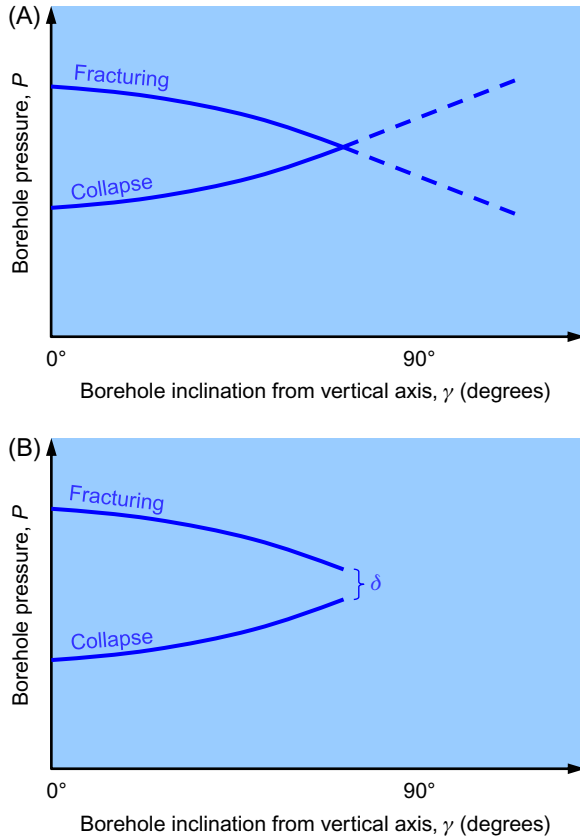 (A)
Fracturing
Collapse
Borehole pressure, P
0°
90°
Borehole inclination from vertical axis, γ (degrees)
(B)
Fracturing
δ
Collapse
Borehole pressure, P
0°
90°
Borehole inclination from vertical axis, γ (degrees)